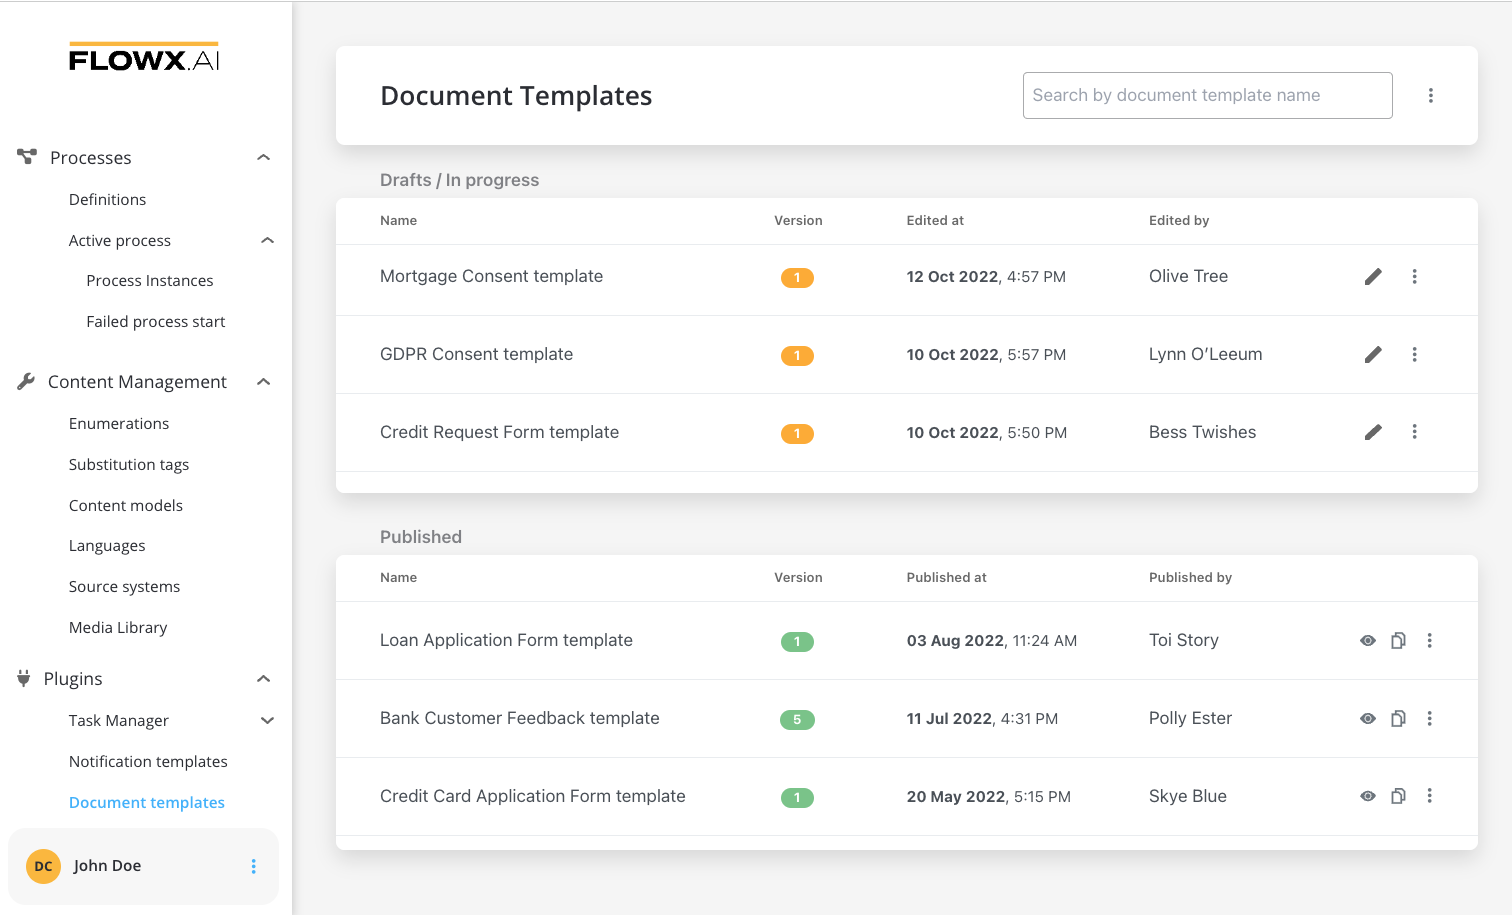 FLOWX.AI
Processes
Definitions
Active process
Process Instances
Failed process start
Content Management
Enumerations
Substitution tags
Content models
Languages
Source systems
Media Library
Plugins
Task Manager
Notification templates
Document templates
DC John Doe
Document Templates
Search by document template name
Drafts / In progress
Name Version Edited at Edited by
Mortgage Consent template 1 12 Oct 2022, 4:57 PM Olive Tree
GDPR Consent template 1 10 Oct 2022, 5:57 PM Lynn O’Leeum
Credit Request Form template 1 10 Oct 2022, 5:50 PM Bess Twishes
Published
Name Version Published at Published by
Loan Application Form template 1 03 Aug 2022, 11:24 AM Toi Story
Bank Customer Feedback template 5 11 Jul 2022, 4:31 PM Polly Ester
Credit Card Application Form template 1 20 May 2022, 5:15 PM Skye Blue